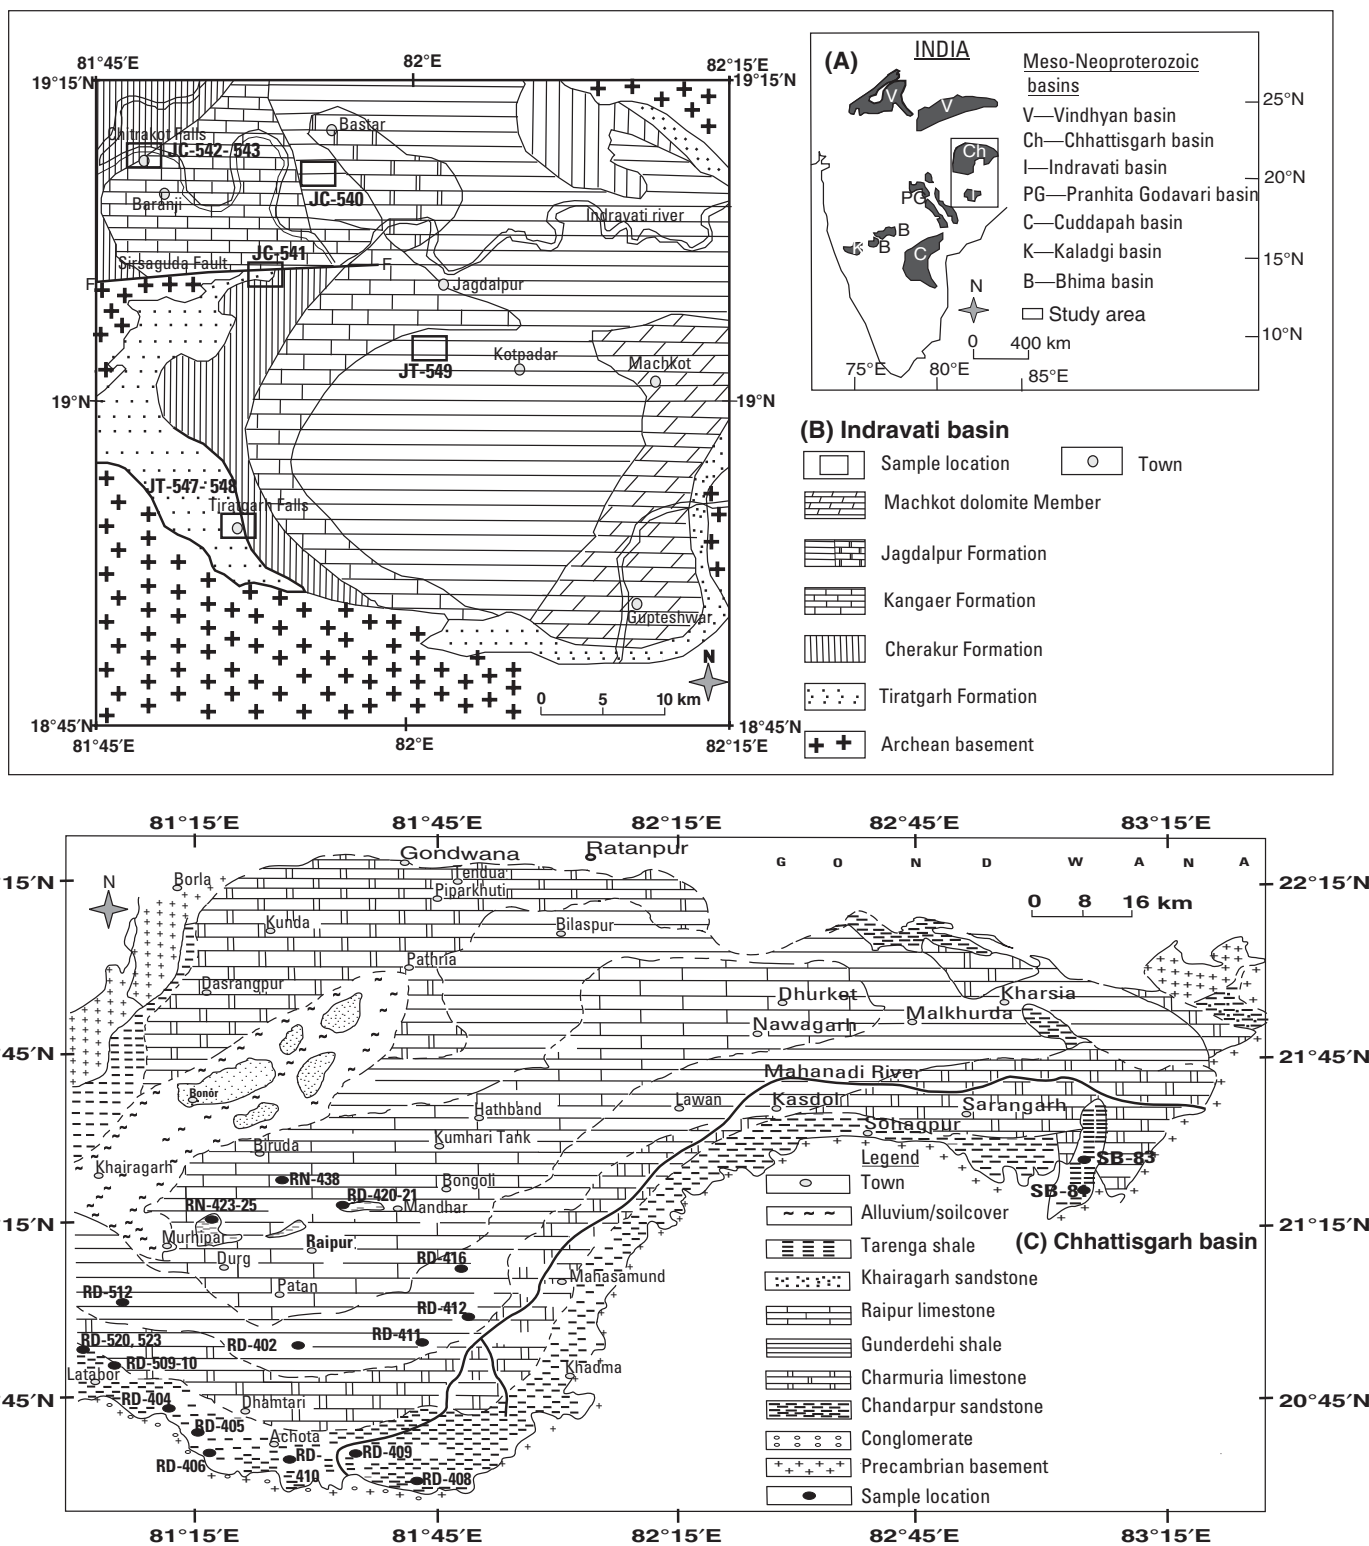 81°45′E
82°E
82°15′E
19°15′N
19°15′N
Chitrakot Falls
JC-542- 543
Bastar
JC-540
Baranji
Indravati river
Sirsaguda Fault
JC-541
F
F
Jagdalpur
Kotpadar
JT-549
Machkot
19°N
19°N
JT-547- 548
Tiratgarh Falls
Gupteshwar
N
0 5 10 km
18°45′N
18°45′N
81°45′E
82°E
82°15′E
(A)
INDIA
Meso-Neoproterozoic
basins
V—Vindhyan basin
Ch—Chhattisgarh basin
I—Indravati basin
PG—Pranhita Godavari basin
C—Cuddapah basin
K—Kaladgi basin
B—Bhima basin
Study area
V
V
Ch
I
PG
B
K
B
C
N
0 400 km
25°N
20°N
15°N
10°N
75°E
80°E
85°E
(B) Indravati basin
Sample location
Town
Machkot dolomite Member
Jagdalpur Formation
Kangaer Formation
Cherakur Formation
Tiratgarh Formation
Archean basement
81°15′E
81°45′E
82°15′E
82°45′E
83°15′E
15′N
22°15′N
N
Borla
Gondwana
Ratanpur
G O N D W A N A
Tendua
Piparkhuti
0 8 16 km
Kunda
Bilaspur
Pathria
Dasrangpur
Dhurkot
Kharsia
Malkhurda
Nawagarh
45′N
21°45′N
Mahanadi River
Bonór
Hathband
Lawan
Kasdol
Sarangarh
Kumhari Tank
Sohagpur
Biruda
Khairagarh
RN-438
Bongoli
SB-83
RD-420-21
SB-81
RN-423-25
Mandhar
15′N
21°15′N
Murhipar
Raipur
Durg
RD-416
Mahasamund
Patan
RD-512
RD-412
RD-411
RD-520, 523
RD-402
RD-509-10
Latabor
Khadma
45′N
20°45′N
RD-404
Dhamtari
RD-405
Achota
RD-406
RD-
410
RD-409
RD-408
Legend
Town
Alluvium/soilcover
Tarenga shale
(C) Chhattisgarh basin
Khairagarh sandstone
Raipur limestone
Gunderdehi shale
Charmuria limestone
Chandarpur sandstone
Conglomerate
Precambrian basement
Sample location
81°15′E
81°45′E
82°15′E
82°45′E
83°15′E